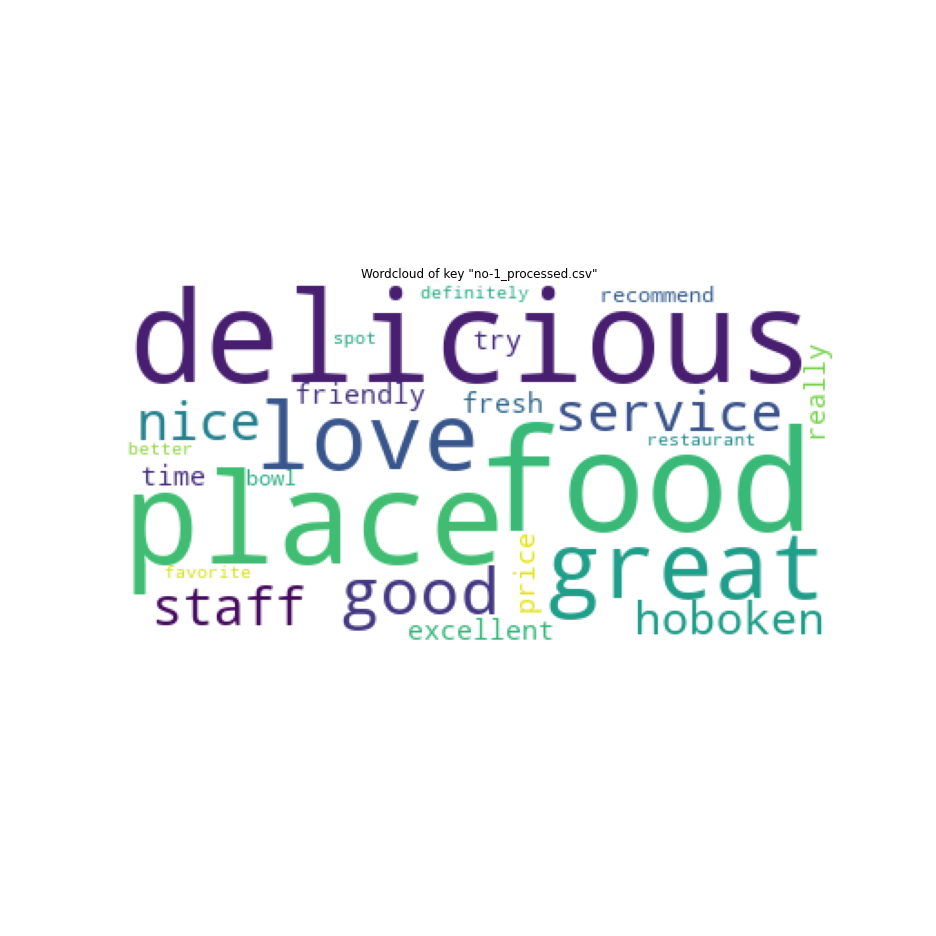 Wordcloud of key "no-1_processed.csv"
definitely
recommend
delicious
spot
try
really
friendly
fresh
nice
love
service
better
restaurant
time
bowl
food
place
price
great
favorite
good
staff
hoboken
excellent